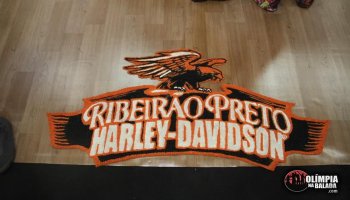 RIBEIRÃO PRETO
HARLEY-DAVIDSON
OLÍMPIA
NA
BALADA
.com